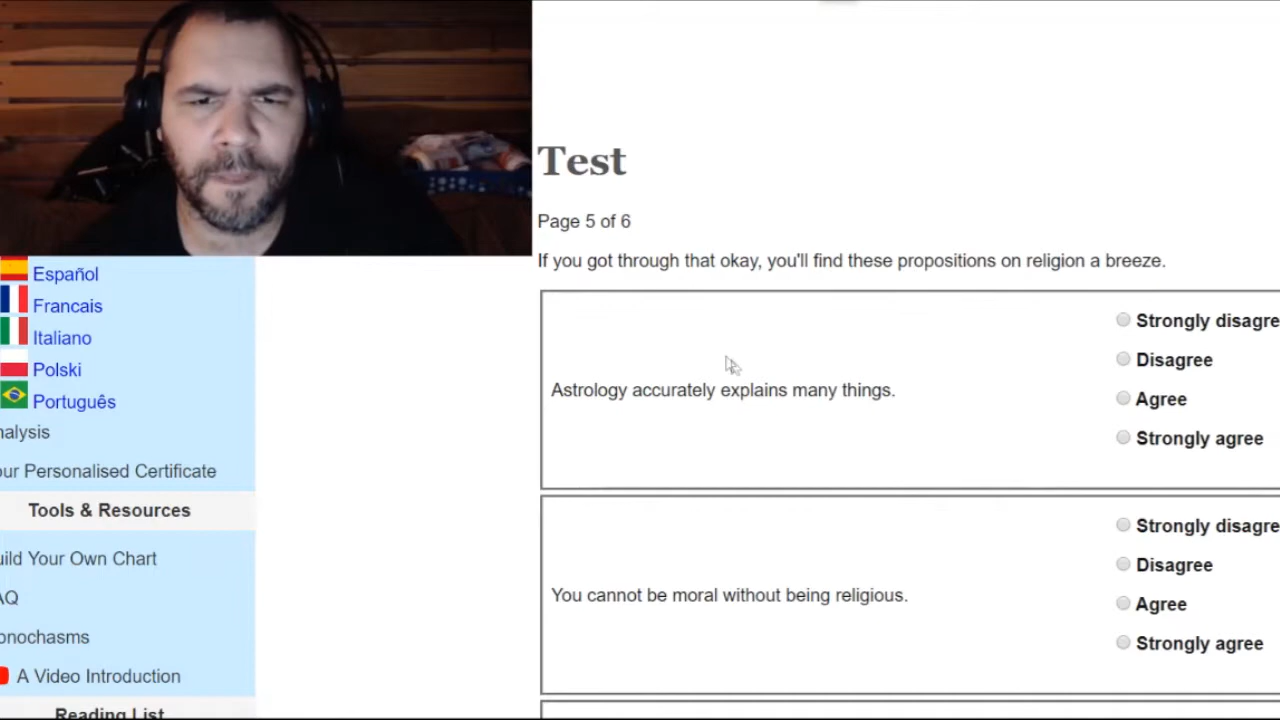 Test
Page 5 of 6
If you got through that okay, you'll find these propositions on religion a breeze.
Astrology accurately explains many things.
Strongly disagre
Disagree
Agree
Strongly agree
You cannot be moral without being religious.
Strongly disagre
Disagree
Agree
Strongly agree
Español
Francais
Italiano
Polski
Português
nalysis
our Personalised Certificate
Tools & Resources
uild Your Own Chart
AQ
onochasms
A Video Introduction
Reading List